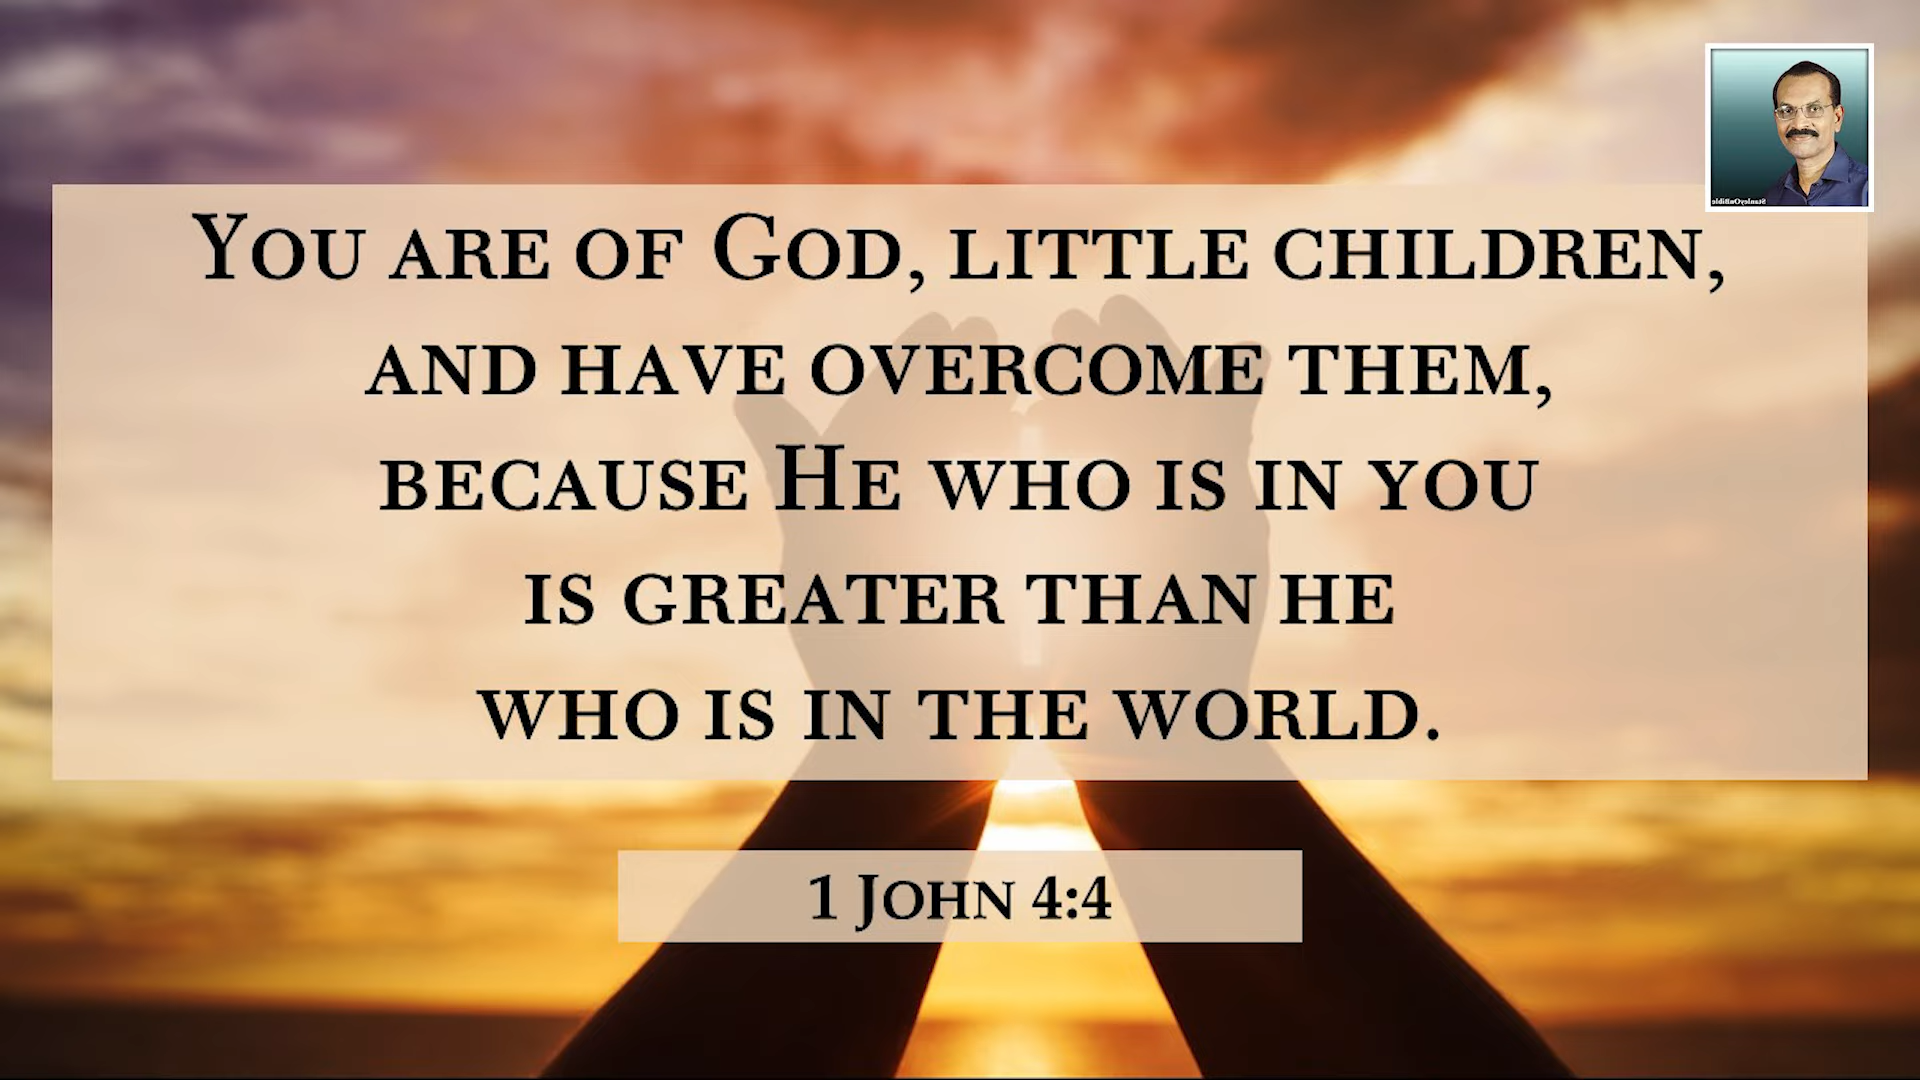 StanleyOnBible
You are of God, little children,
and have overcome them,
because He who is in you
is greater than he
who is in the world.
1 John 4:4